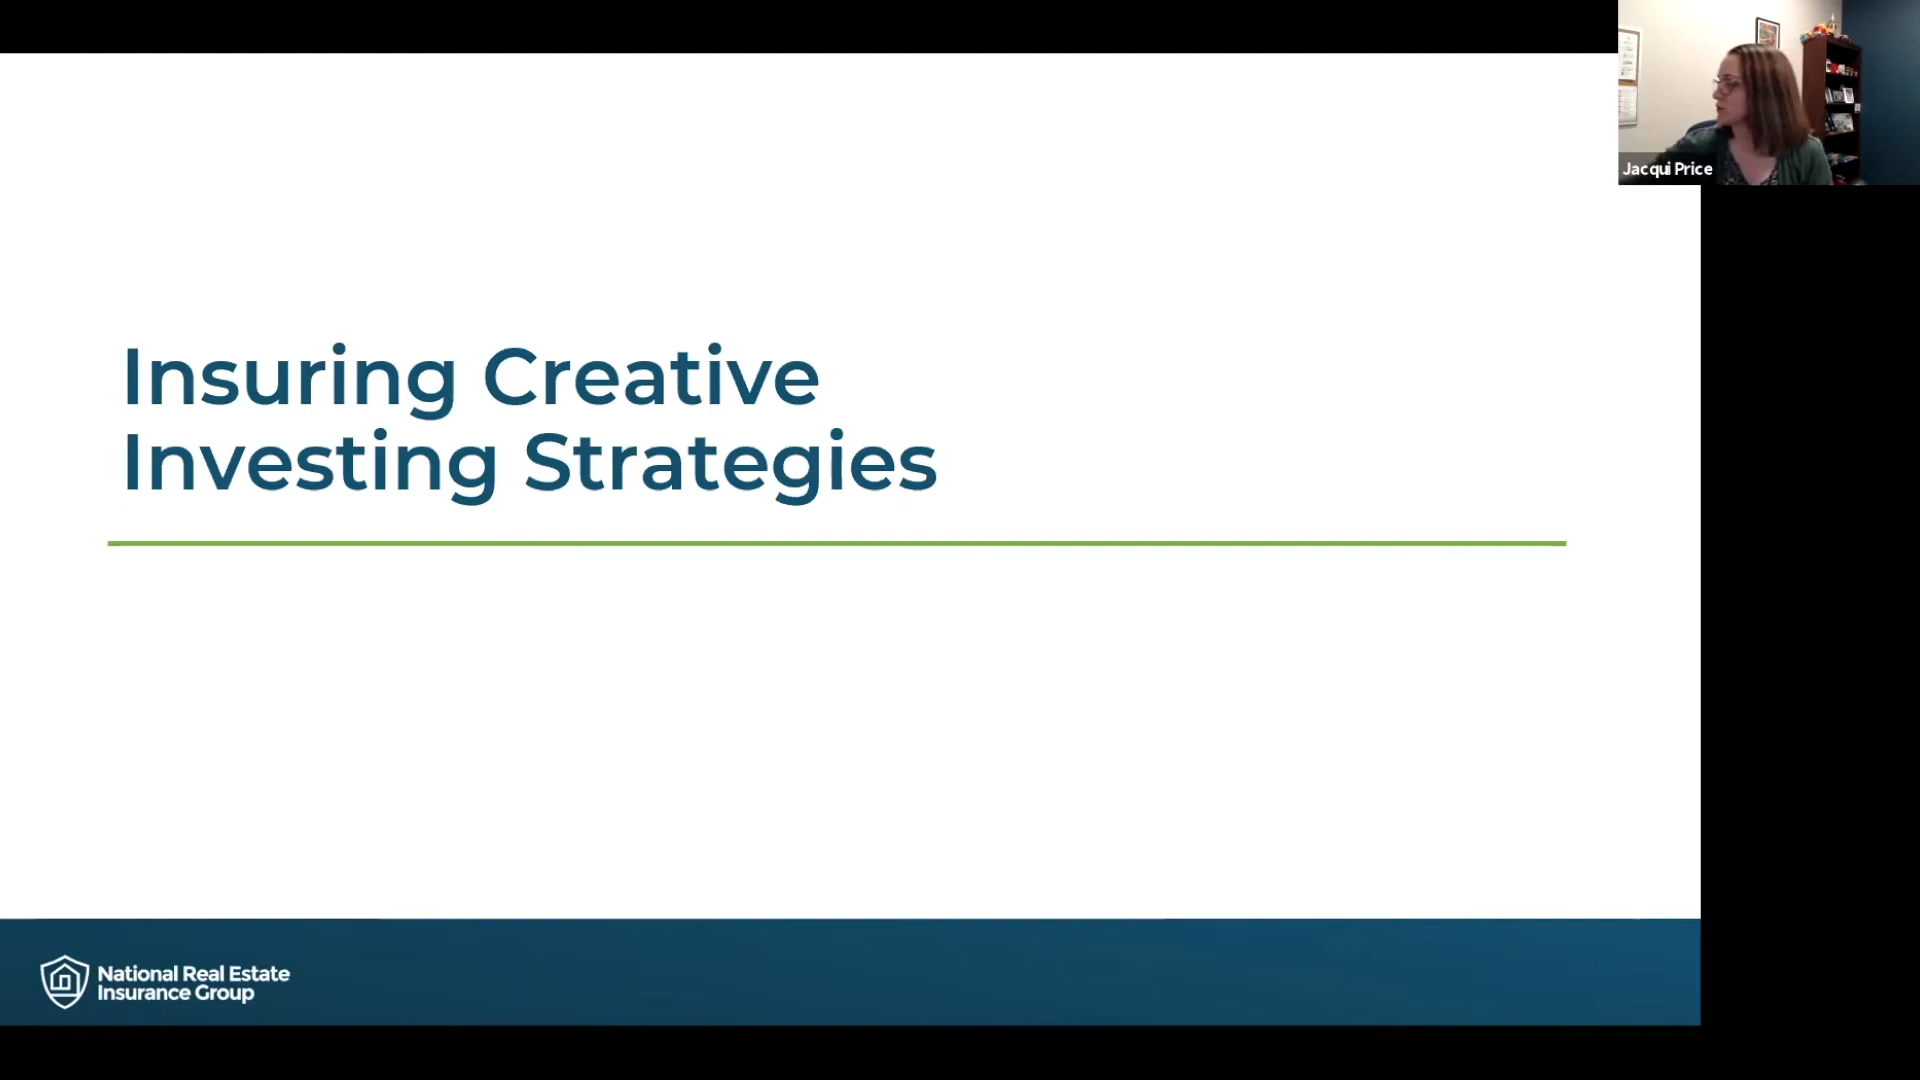 Insuring Creative
Investing Strategies
National Real Estate
Insurance Group
Jacqui Price